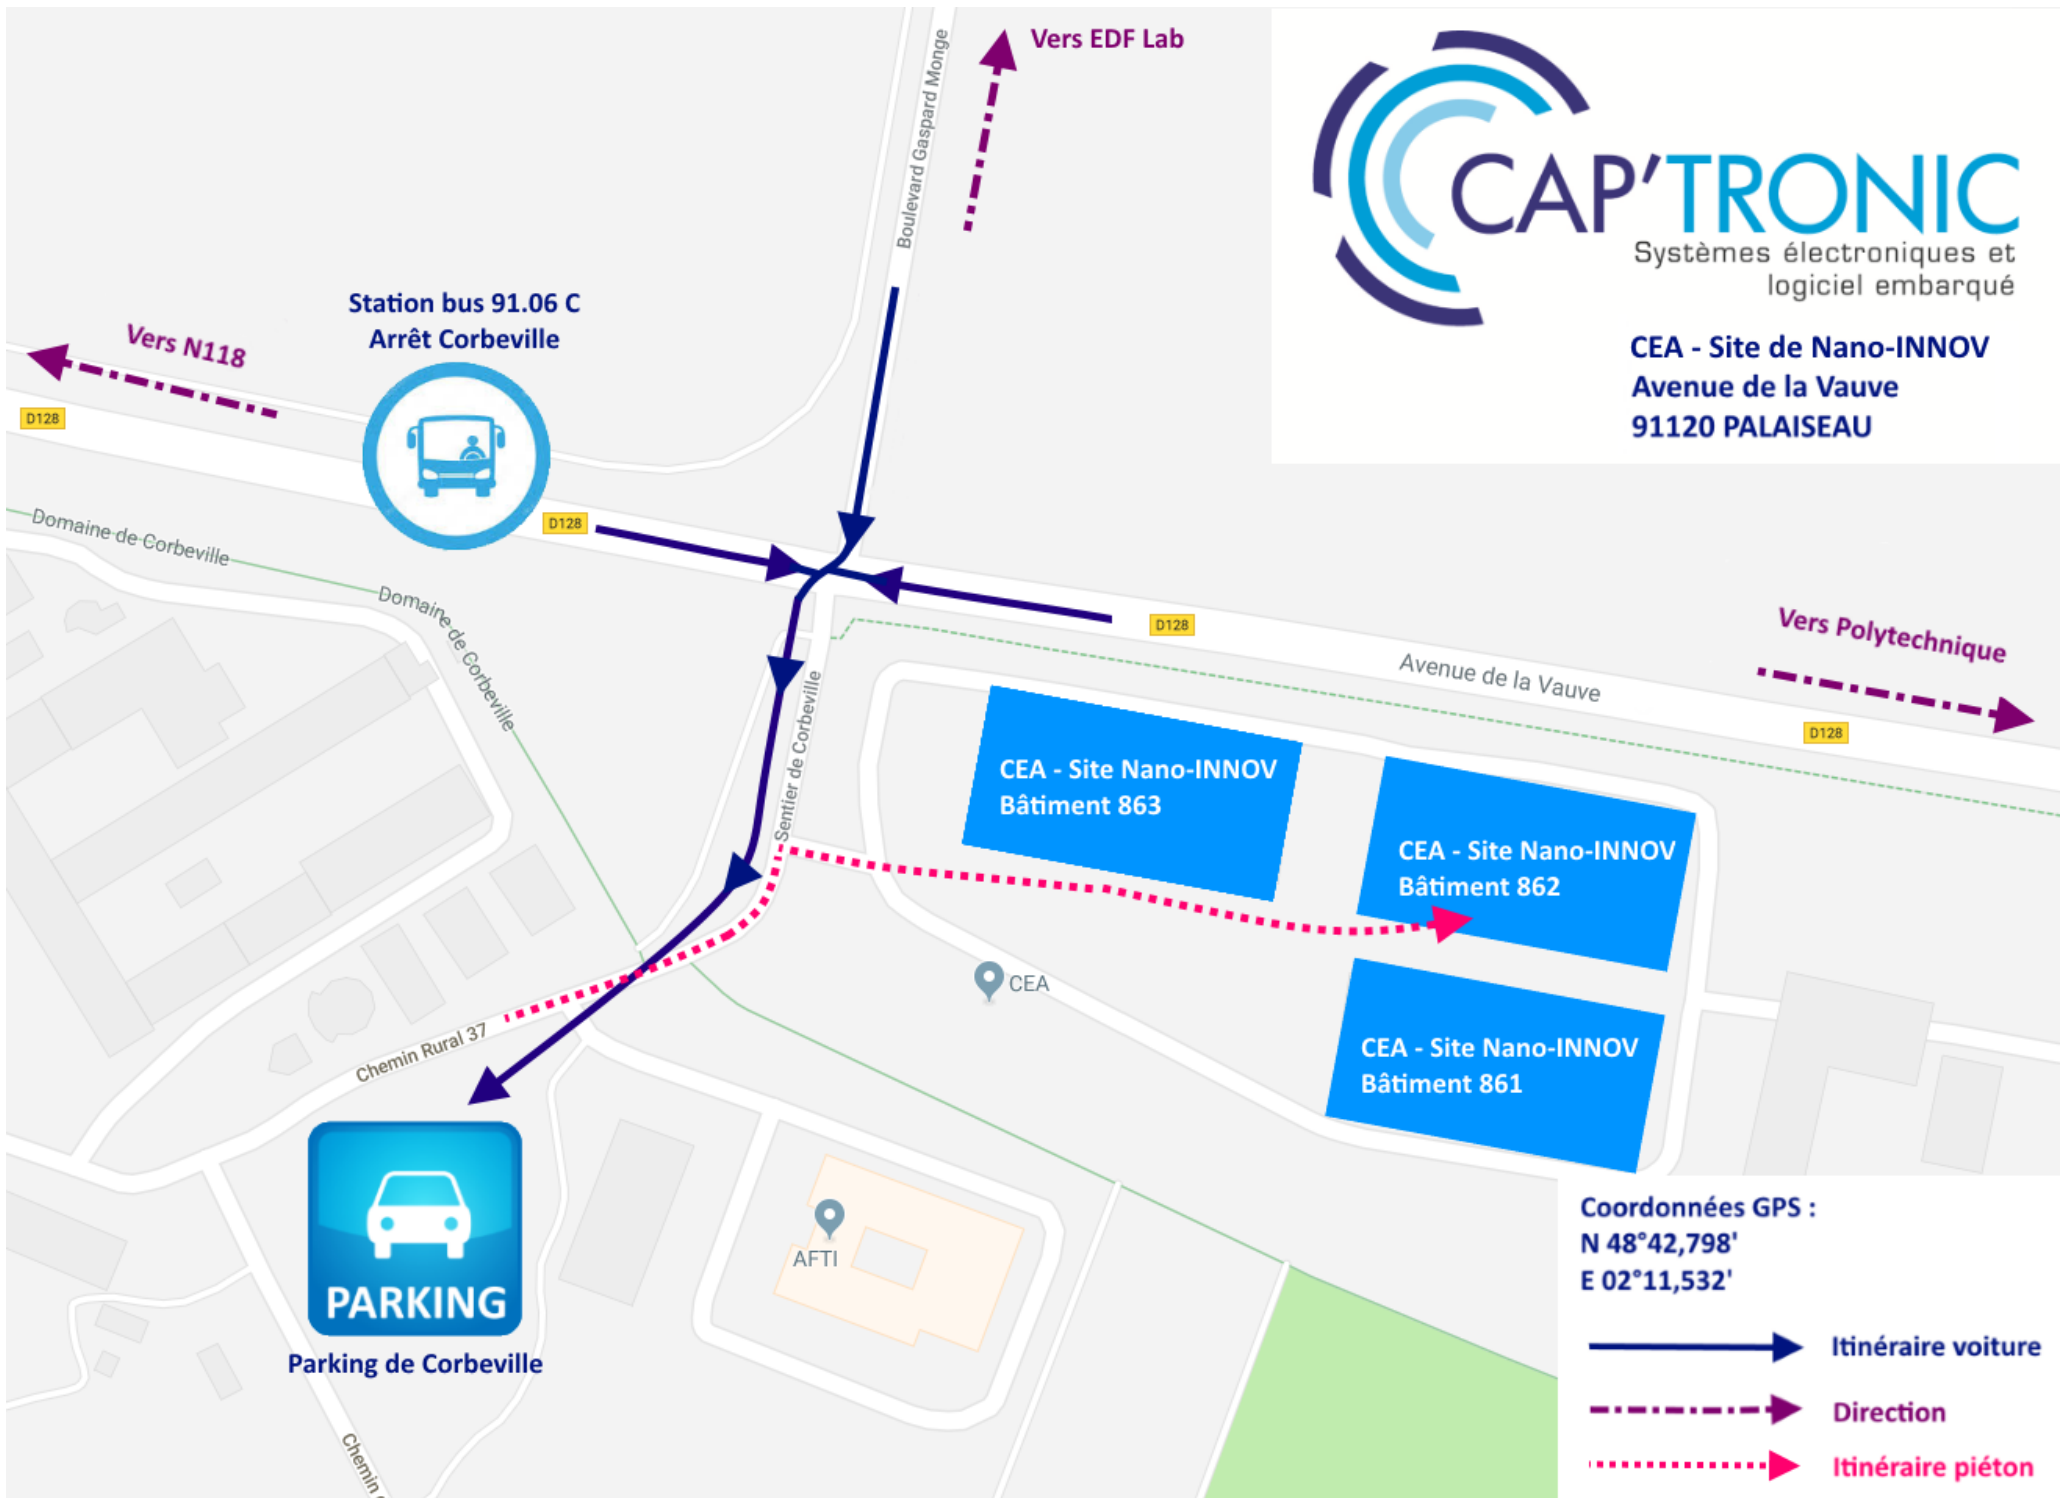 Vers EDF Lab
Boulevard Gaspard Monge
CAP'TRONIC
Systèmes électroniques et
logiciel embarqué
CEA - Site de Nano-INNOV
Avenue de la Vauve
91120 PALAISEAU
Station bus 91.06 C
Arrêt Corbeville
Vers N118
D128
D128
Domaine de Corbeville
Domaine de Corbeville
D128
Vers Polytechnique
Avenue de la Vauve
D128
Sentier de Corbeville
CEA - Site Nano-INNOV
Bâtiment 863
CEA - Site Nano-INNOV
Bâtiment 862
CEA
CEA - Site Nano-INNOV
Bâtiment 861
Chemin Rural 37
PARKING
Parking de Corbeville
AFTI
Chemin
Coordonnées GPS :
N 48°42,798'
E 02°11,532'
Itinéraire voiture
Direction
Itinéraire piéton